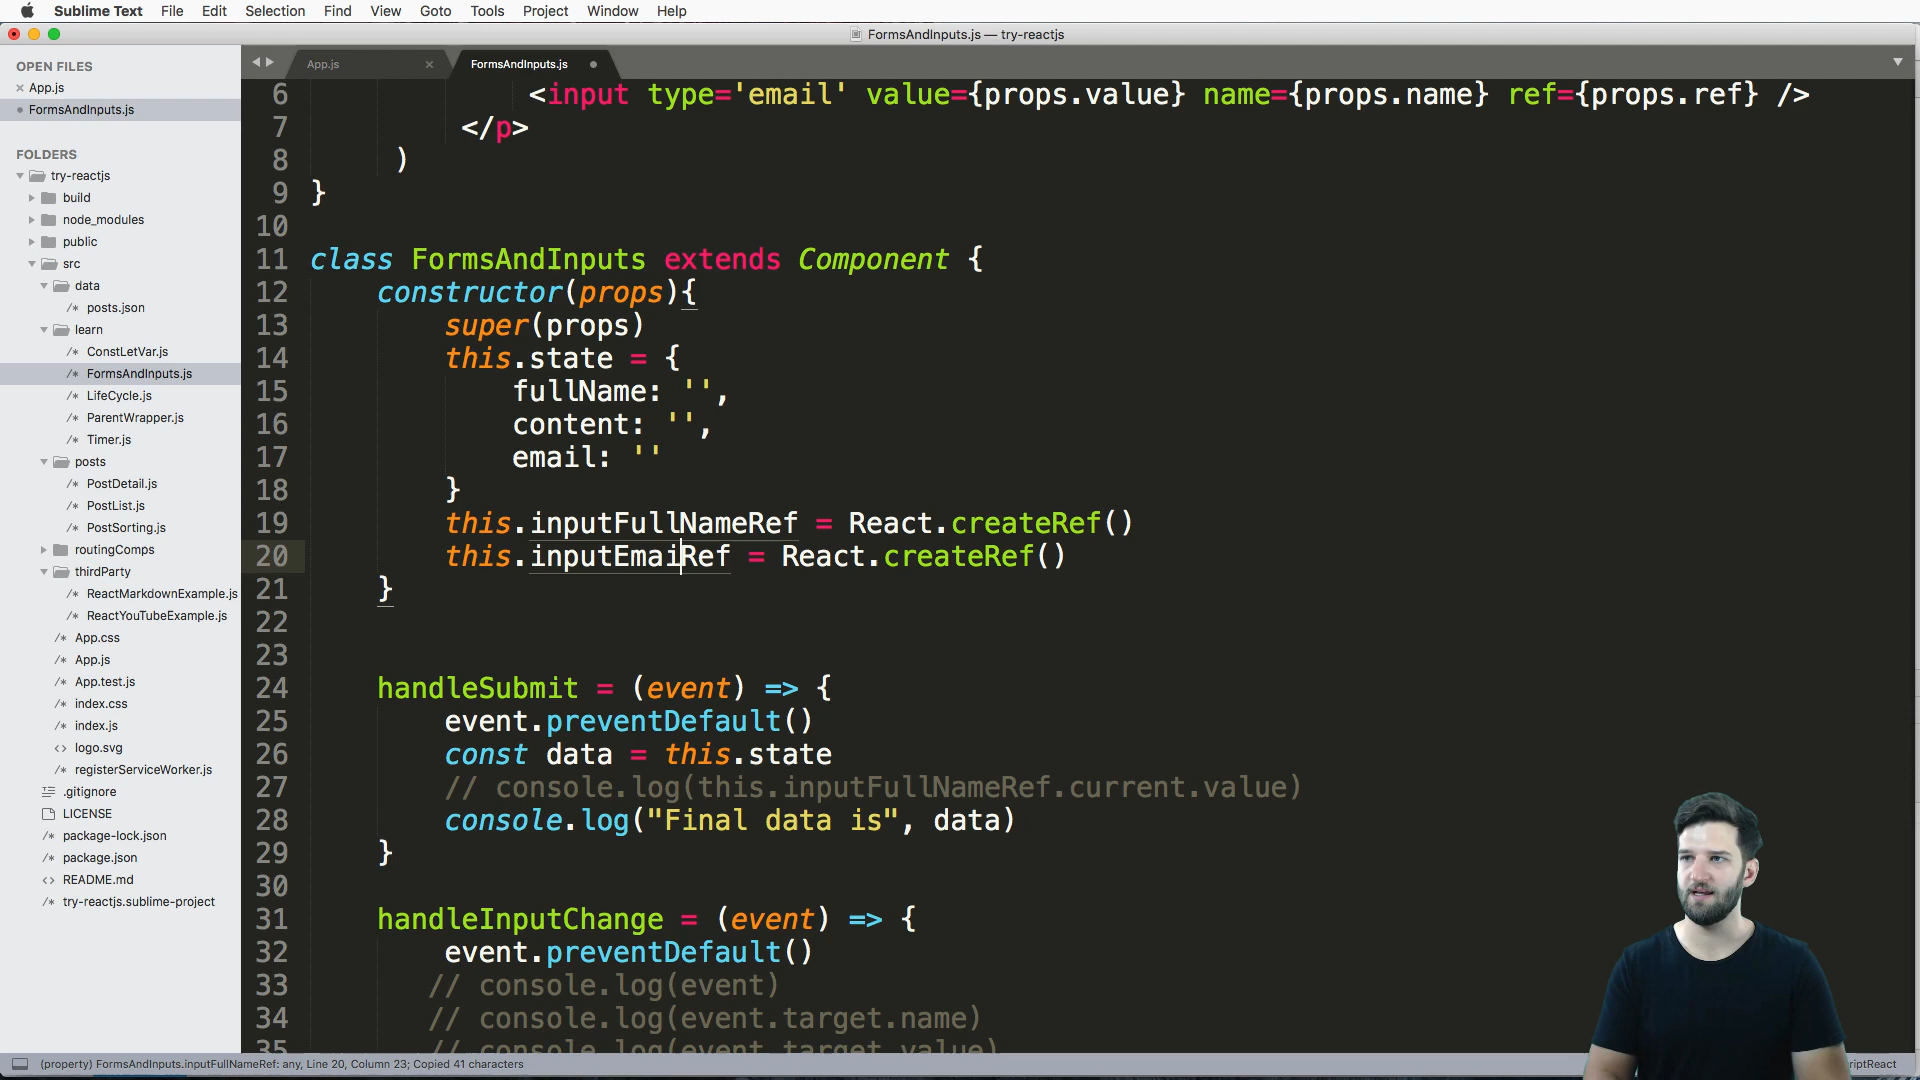 Sublime Text File Edit Selection Find View Goto Tools Project Window Help
FormsAndInputs.js — try-reactjs
OPEN FILES
App.js
FormsAndInputs.js
FOLDERS
try-reactjs
build
node_modules
public
src
data
posts.json
learn
ConstLetVar.js
FormsAndInputs.js
LifeCycle.js
ParentWrapper.js
Timer.js
posts
PostDetail.js
PostList.js
PostSorting.js
routingComps
thirdParty
ReactMarkdownExample.js
ReactYouTubeExample.js
App.css
App.js
App.test.js
index.css
index.js
logo.svg
registerServiceWorker.js
.gitignore
LICENSE
package-lock.json
package.json
README.md
try-reactjs.sublime-project
App.js FormsAndInputs.js
6 <input type='email' value={props.value} name={props.name} ref={props.ref} />
7 </p>
8 )
9 }
10
11 class FormsAndInputs extends Component {
12 constructor(props){
13 super(props)
14 this.state = {
15 fullName: '',
16 content: '',
17 email: ''
18 }
19 this.inputFullNameRef = React.createRef()
20 this.inputEmaiRef = React.createRef()
21 }
22
23
24 handleSubmit = (event) => {
25 event.preventDefault()
26 const data = this.state
27 // console.log(this.inputFullNameRef.current.value)
28 console.log("Final data is", data)
29 }
30
31 handleInputChange = (event) => {
32 event.preventDefault()
33 // console.log(event)
34 // console.log(event.target.name)
35 // console.log(event.target.value)
(property) FormsAndInputs.inputFullNameRef: any, Line 20, Column 23; Copied 41 characters
riptReact